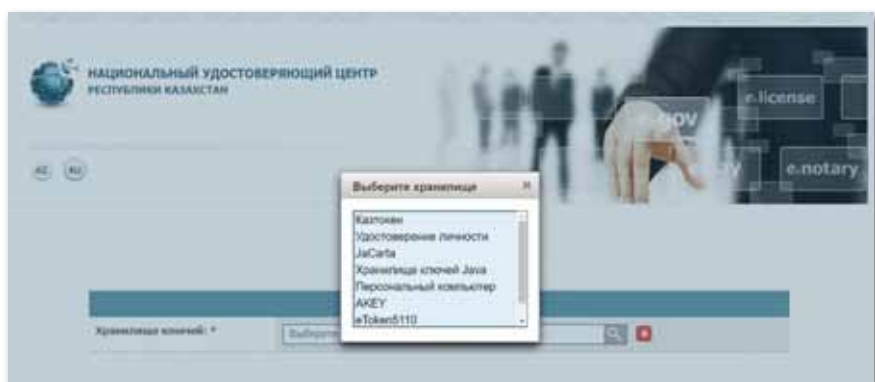 НАЦИОНАЛЬНЫЙ УДОСТОВЕРЯЮЩИЙ ЦЕНТР
РЕСПУБЛИКИ КАЗАХСТАН
e-license
e-gov
e.notary
KZ RU
Выберите хранилище
Казтокен
Удостоверение личности
JaCarta
Хранилище ключей Java
Персональный компьютер
AKEY
eToken5110
Хранилище ключей: *